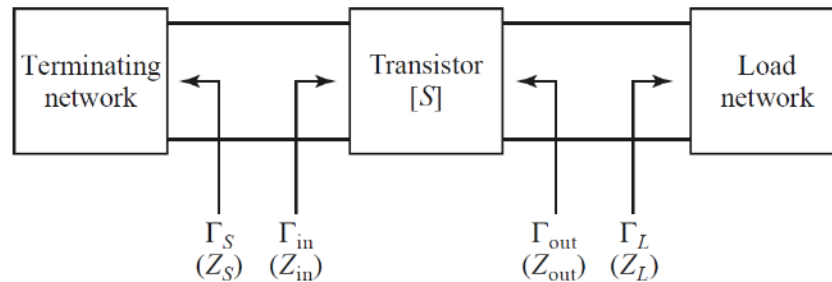 Terminating
network
Transistor
[S]
Load
network
Γ_S
(Z_S)
Γ_in
(Z_in)
Γ_out
(Z_out)
Γ_L
(Z_L)